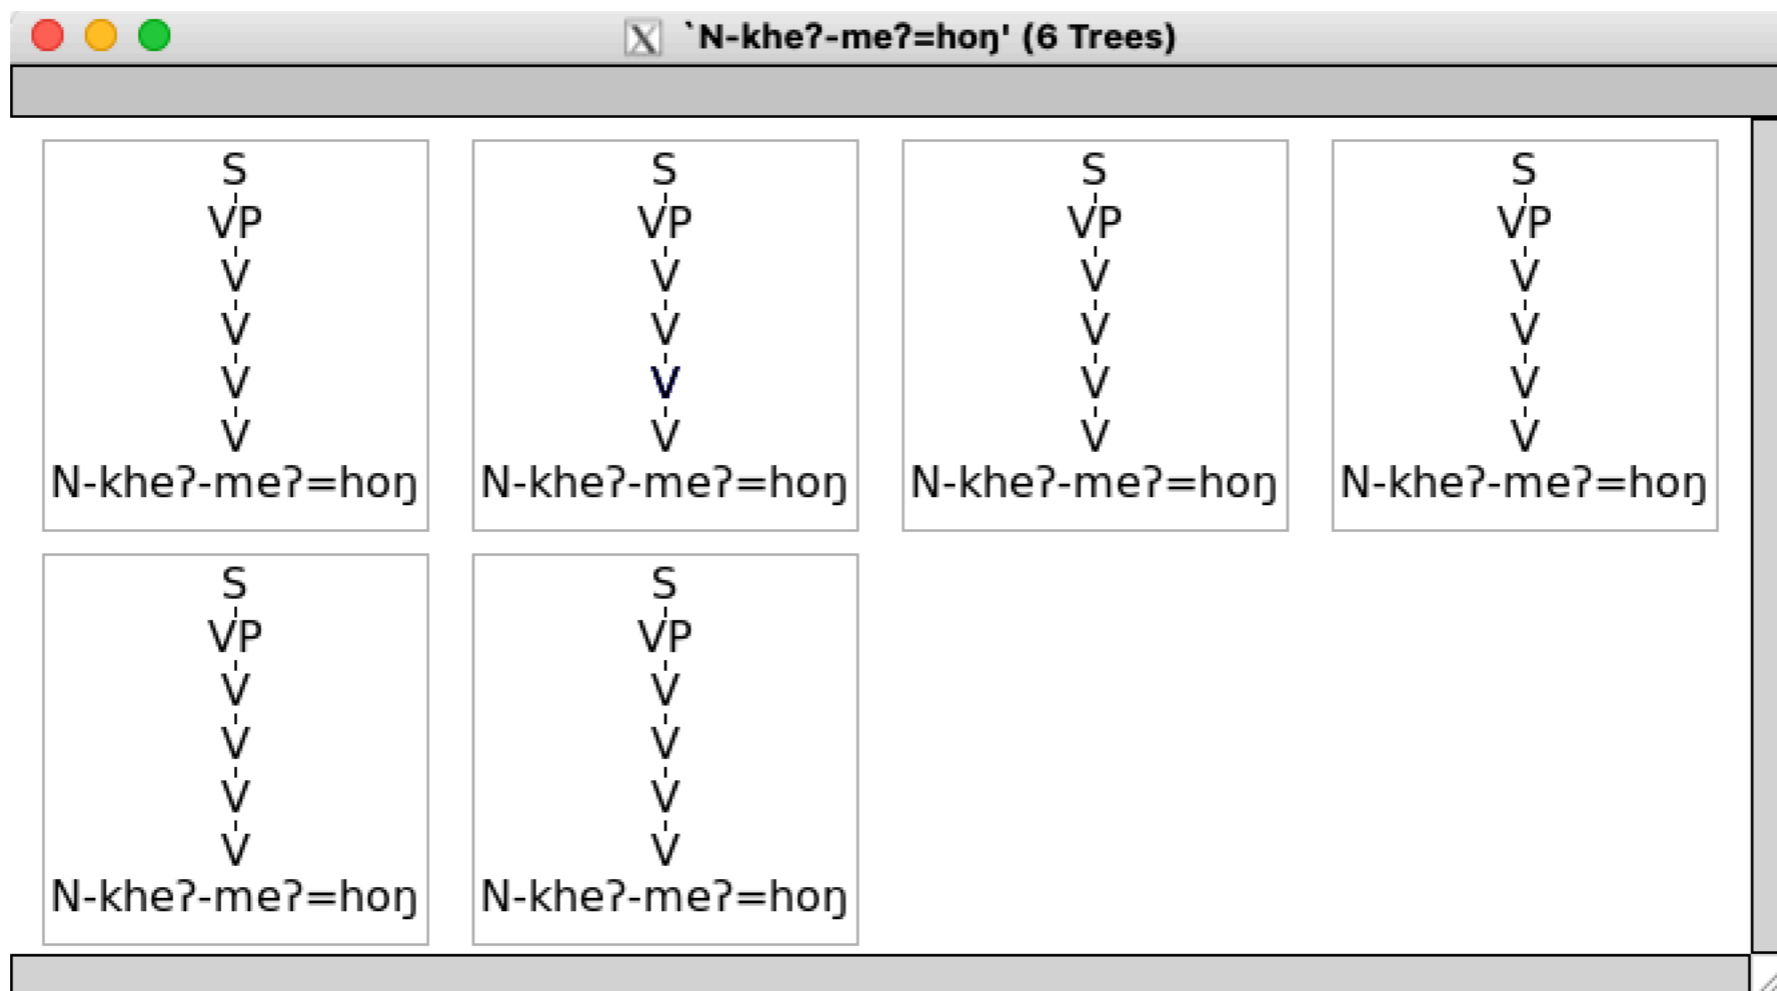 `N-kheʔ-meʔ=hoŋ' (6 Trees)
S S S S
VP VP VP VP
V V V V
V V V V
V V V V
V V V V
N-kheʔ-meʔ=hoŋ N-kheʔ-meʔ=hoŋ N-kheʔ-meʔ=hoŋ N-kheʔ-meʔ=hoŋ
S S
VP VP
V V
V V
V V
V V
N-kheʔ-meʔ=hoŋ N-kheʔ-meʔ=hoŋ